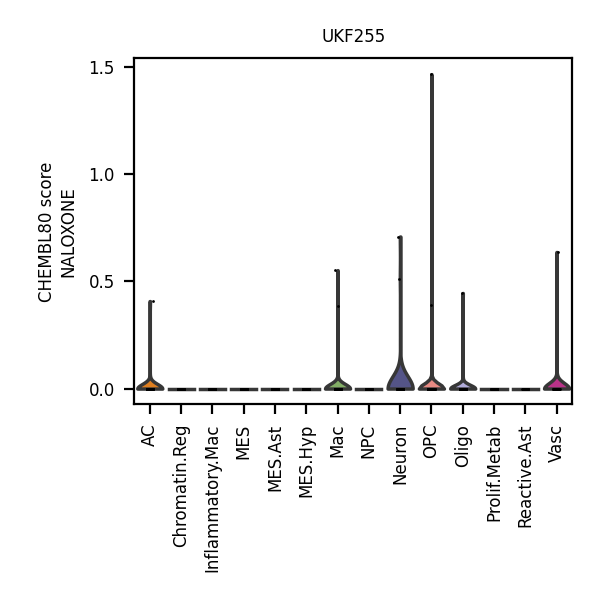 UKF255
CHEMBL80 score
NALOXONE
1.5
1.0
0.5
0.0
AC
Chromatin.Reg
Inflammatory.Mac
MES
MES.Ast
MES.Hyp
Mac
NPC
Neuron
OPC
Oligo
Prolif.Metab
Reactive.Ast
Vasc